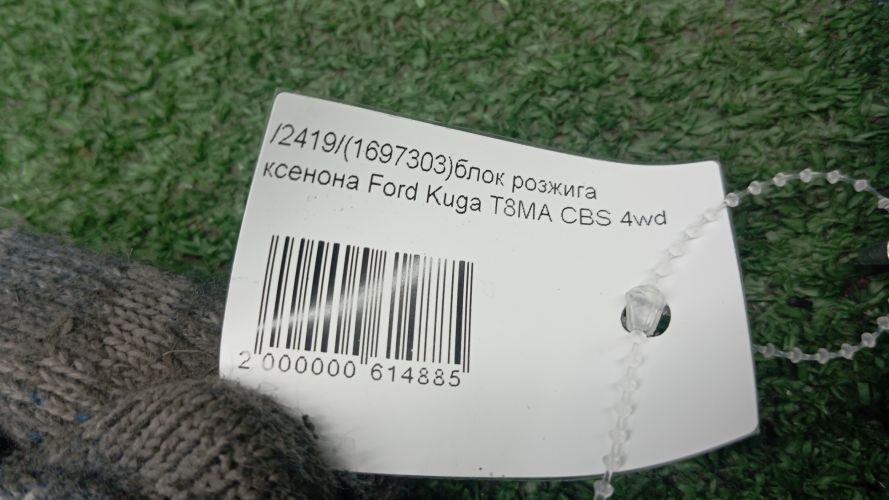 /2419/(1697303)блок розжига
ксенона Ford Kuga T8MA CBS 4wd
2 000000 614885